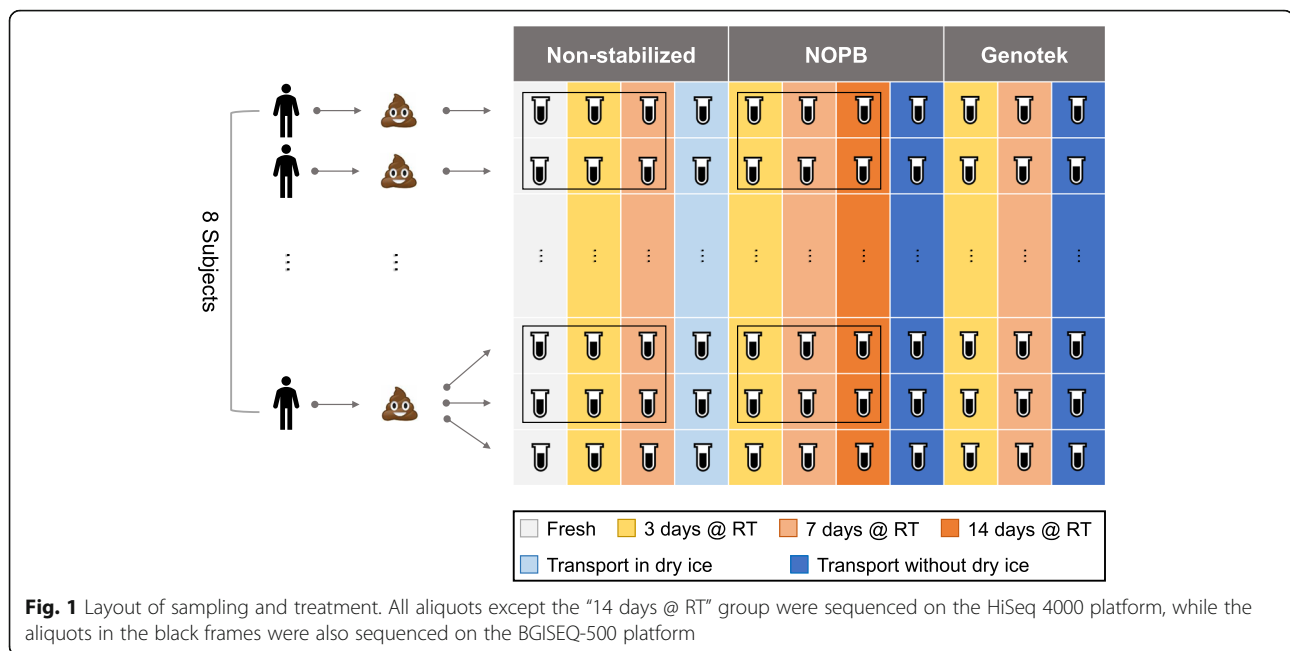 Non-stabilized NOPB Genotek
8 Subjects
Fresh 3 days @ RT 7 days @ RT 14 days @ RT
Transport in dry ice Transport without dry ice
Fig. 1 Layout of sampling and treatment. All aliquots except the “14 days @ RT” group were sequenced on the HiSeq 4000 platform, while the
aliquots in the black frames were also sequenced on the BGISEQ-500 platform